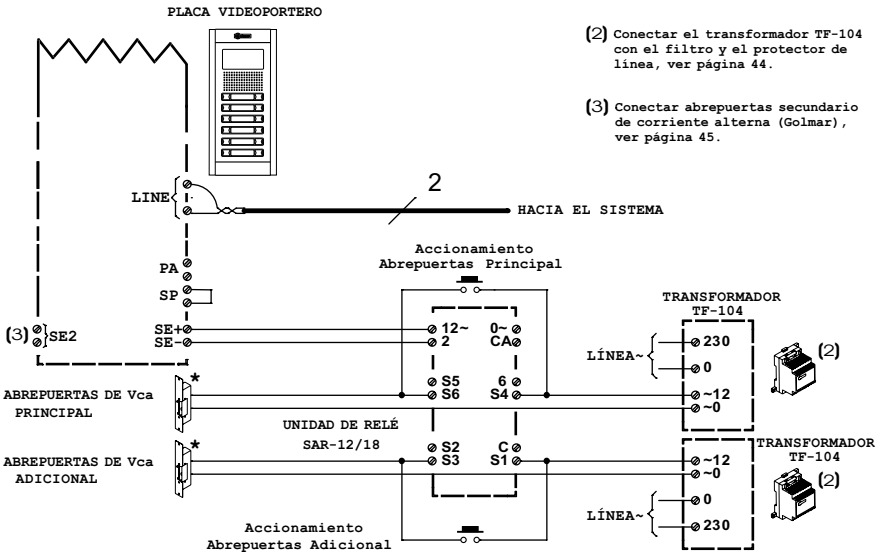 PLACA VIDEOPORTERO
(2) Conectar el transformador TF-104
con el filtro y el protector de
línea, ver página 44.
(3) Conectar abrepuertas secundario
de corriente alterna (Golmar),
ver página 45.
LINE
2
HACIA EL SISTEMA
PA
SP
Accionamiento
Abrepuertas Principal
(3)
SE2
SE+
SE-
12~ 0~
2 CA
S5 6
S6 S4
S2 C
S3 S1
UNIDAD DE RELÉ
SAR-12/18
TRANSFORMADOR
TF-104
LÍNEA~
230
0
~12
~0
(2)
ABREPUERTAS DE Vca
PRINCIPAL
*
ABREPUERTAS DE Vca
ADICIONAL
*
TRANSFORMADOR
TF-104
~12
~0
LÍNEA~
0
230
(2)
Accionamiento
Abrepuertas Adicional